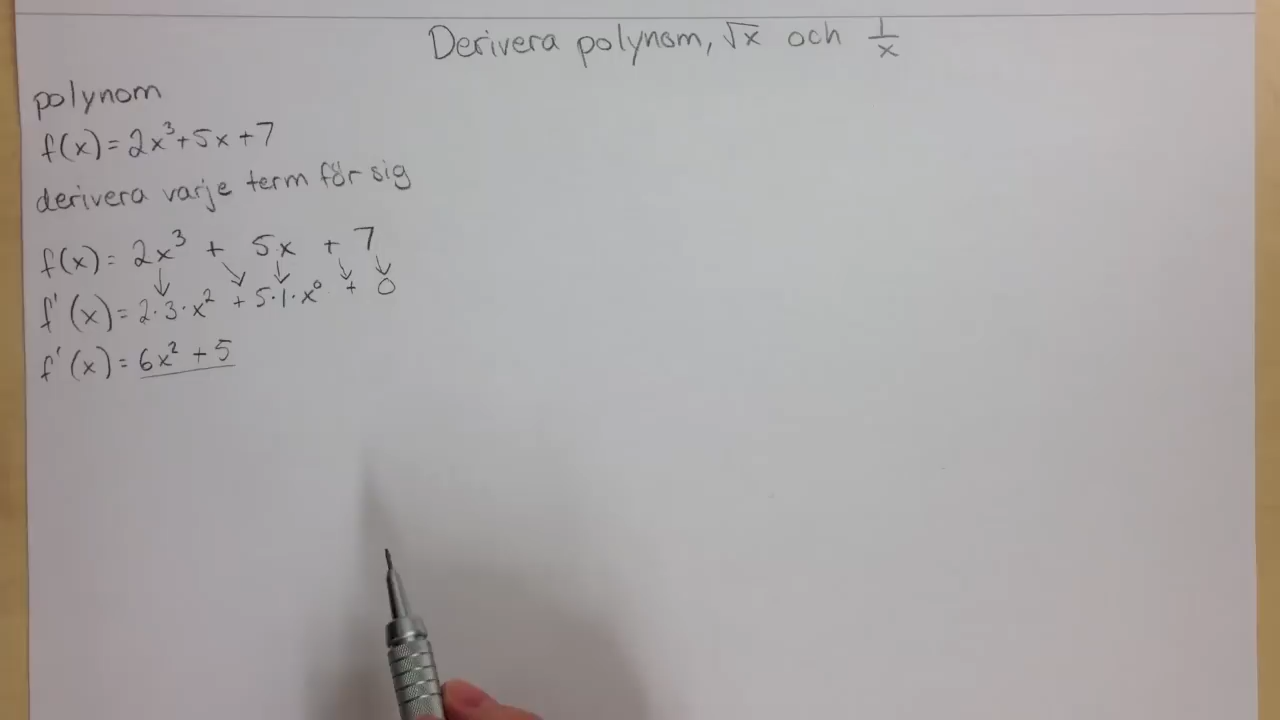 Derivera polynom, √x och 1/x
polynom
f(x) = 2x³+5x+7
derivera varje term för sig
f(x) = 2x³ + 5x + 7
f'(x) = 2·3·x² + 5·1·x⁰ + 0
f'(x) = 6x² + 5